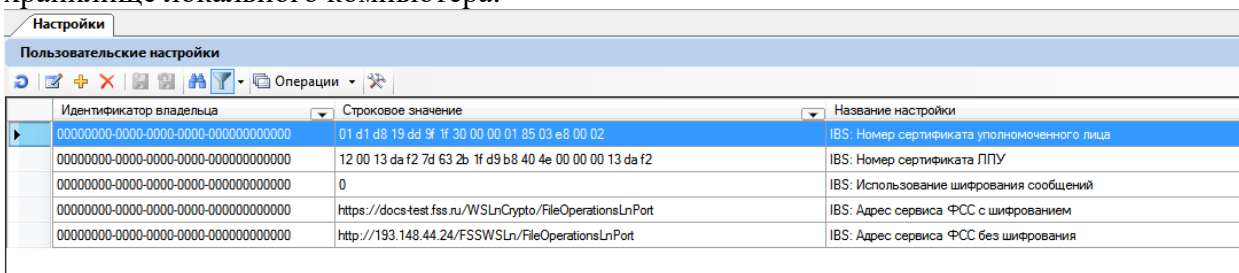 хранилище локального компьютера.
Настройки
Пользовательские настройки
Операции
Идентификатор владельца Строковое значение Название настройки
00000000-0000-0000-0000-000000000000 01 d1 d8 19 dd 9f 1f 30 00 00 01 85 03 e8 00 02 IBS: Номер сертификата уполномоченного лица
00000000-0000-0000-0000-000000000000 12 00 13 da f2 7d 63 2b 1f d9 b8 40 4e 00 00 00 13 da f2 IBS: Номер сертификата ЛПУ
00000000-0000-0000-0000-000000000000 0 IBS: Использование шифрования сообщений
00000000-0000-0000-0000-000000000000 https://docs-test.fss.ru/WSLnCrypto/FileOperationsLnPort IBS: Адрес сервиса ФСС с шифрованием
00000000-0000-0000-0000-000000000000 http://193.148.44.24/FSSWSLn/FileOperationsLnPort IBS: Адрес сервиса ФСС без шифрования